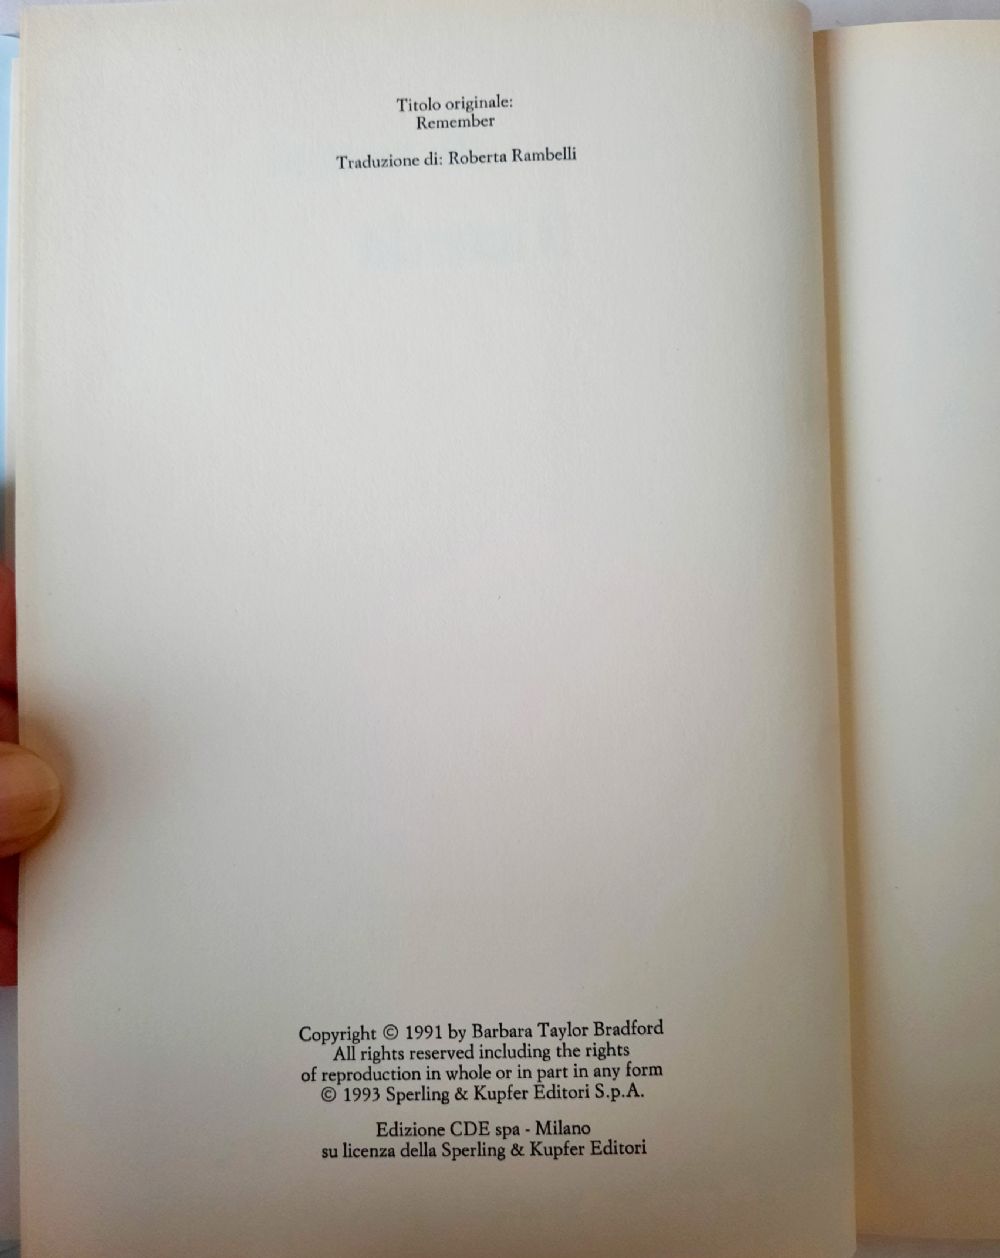 Titolo originale:
Remember
Traduzione di: Roberta Rambelli
Copyright © 1991 by Barbara Taylor Bradford
All rights reserved including the rights
of reproduction in whole or in part in any form
© 1993 Sperling & Kupfer Editori S.p.A.
Edizione CDE spa - Milano
su licenza della Sperling & Kupfer Editori